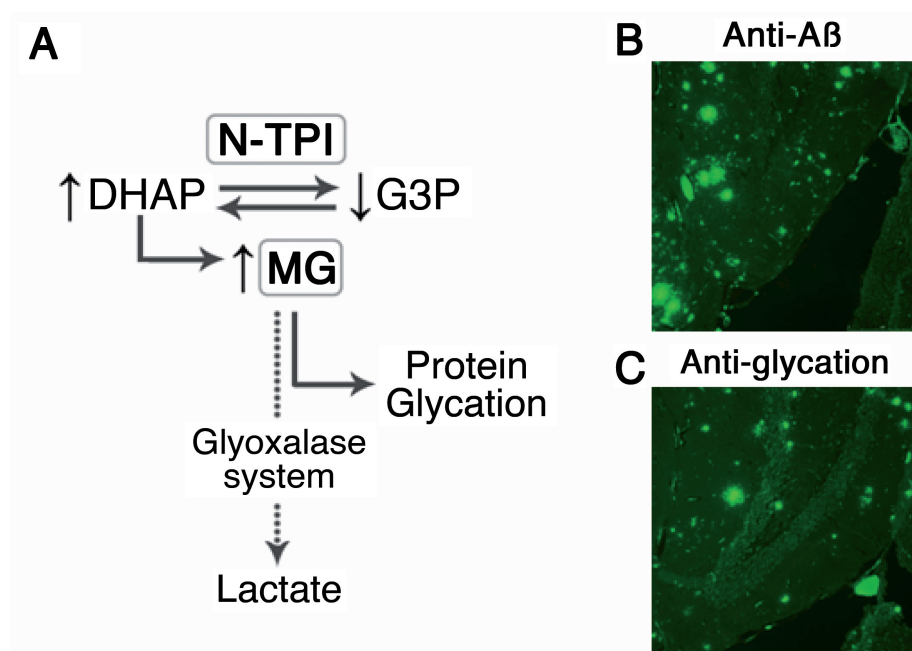 A
N-TPI
↑DHAP
↓G3P
↑MG
Protein
Glycation
Glyoxalase
system
Lactate
B
Anti-Aß
C
Anti-glycation